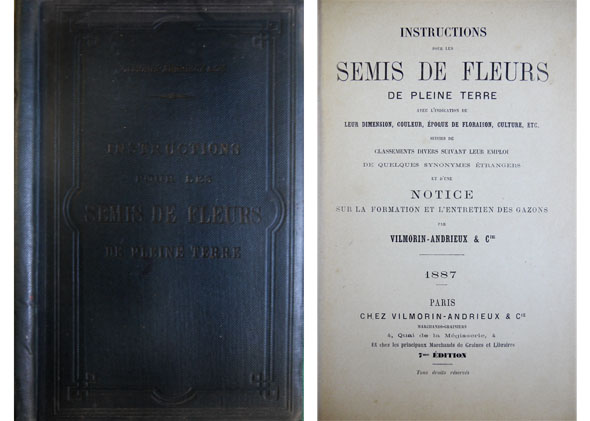 INSTRUCTIONS
POUR LES
SEMIS DE FLEURS
DE PLEINE TERRE
INSTRUCTIONS
POUR LES
SEMIS DE FLEURS
DE PLEINE TERRE
AVEC L'INDICATION DE
LEUR DIMENSION, COULEUR, ÉPOQUE DE FLORAISON, CULTURE, ETC.
SUIVIES DE
CLASSEMENTS DIVERS SUIVANT LEUR EMPLOI
DE QUELQUES SYNONYMES ÉTRANGERS
ET D'UNE
NOTICE
SUR LA FORMATION ET L'ENTRETIEN DES GAZONS
PAR
VILMORIN-ANDRIEUX & Cie
1887
PARIS
CHEZ VILMORIN-ANDRIEUX & Cie
MARCHANDS-GRAINIERS
4, Quai de la Mégisserie, 4
Et chez les principaux Marchands de Graines et Libraires
7me ÉDITION
Tous droits réservés